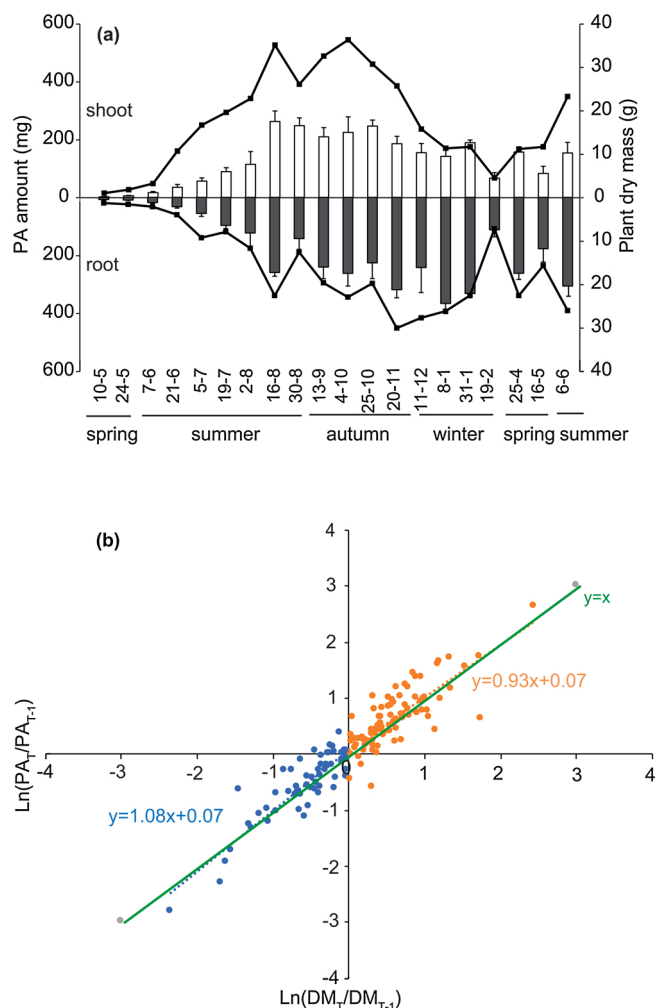 (a)
600
400
200
0
200
400
600
PA amount (mg)
shoot
root
40
30
20
10
0
10
20
30
40
Plant dry mass (g)
10-5 24-5 7-6 21-6 5-7 19-7 2-8 16-8 30-8 13-9 4-10 25-10 20-11 11-12 8-1 31-1 19-2 25-4 16-5 6-6
spring summer autumn winter spring summer
(b)
4
3
2
1
0
-1
-2
-3
-4
-4 -3 -2 -1 0 1 2 3 4
y=x
y=0.93x+0.07
y=1.08x+0.07
Ln(PAT/PAT-1)
Ln(DMT/DMT-1)